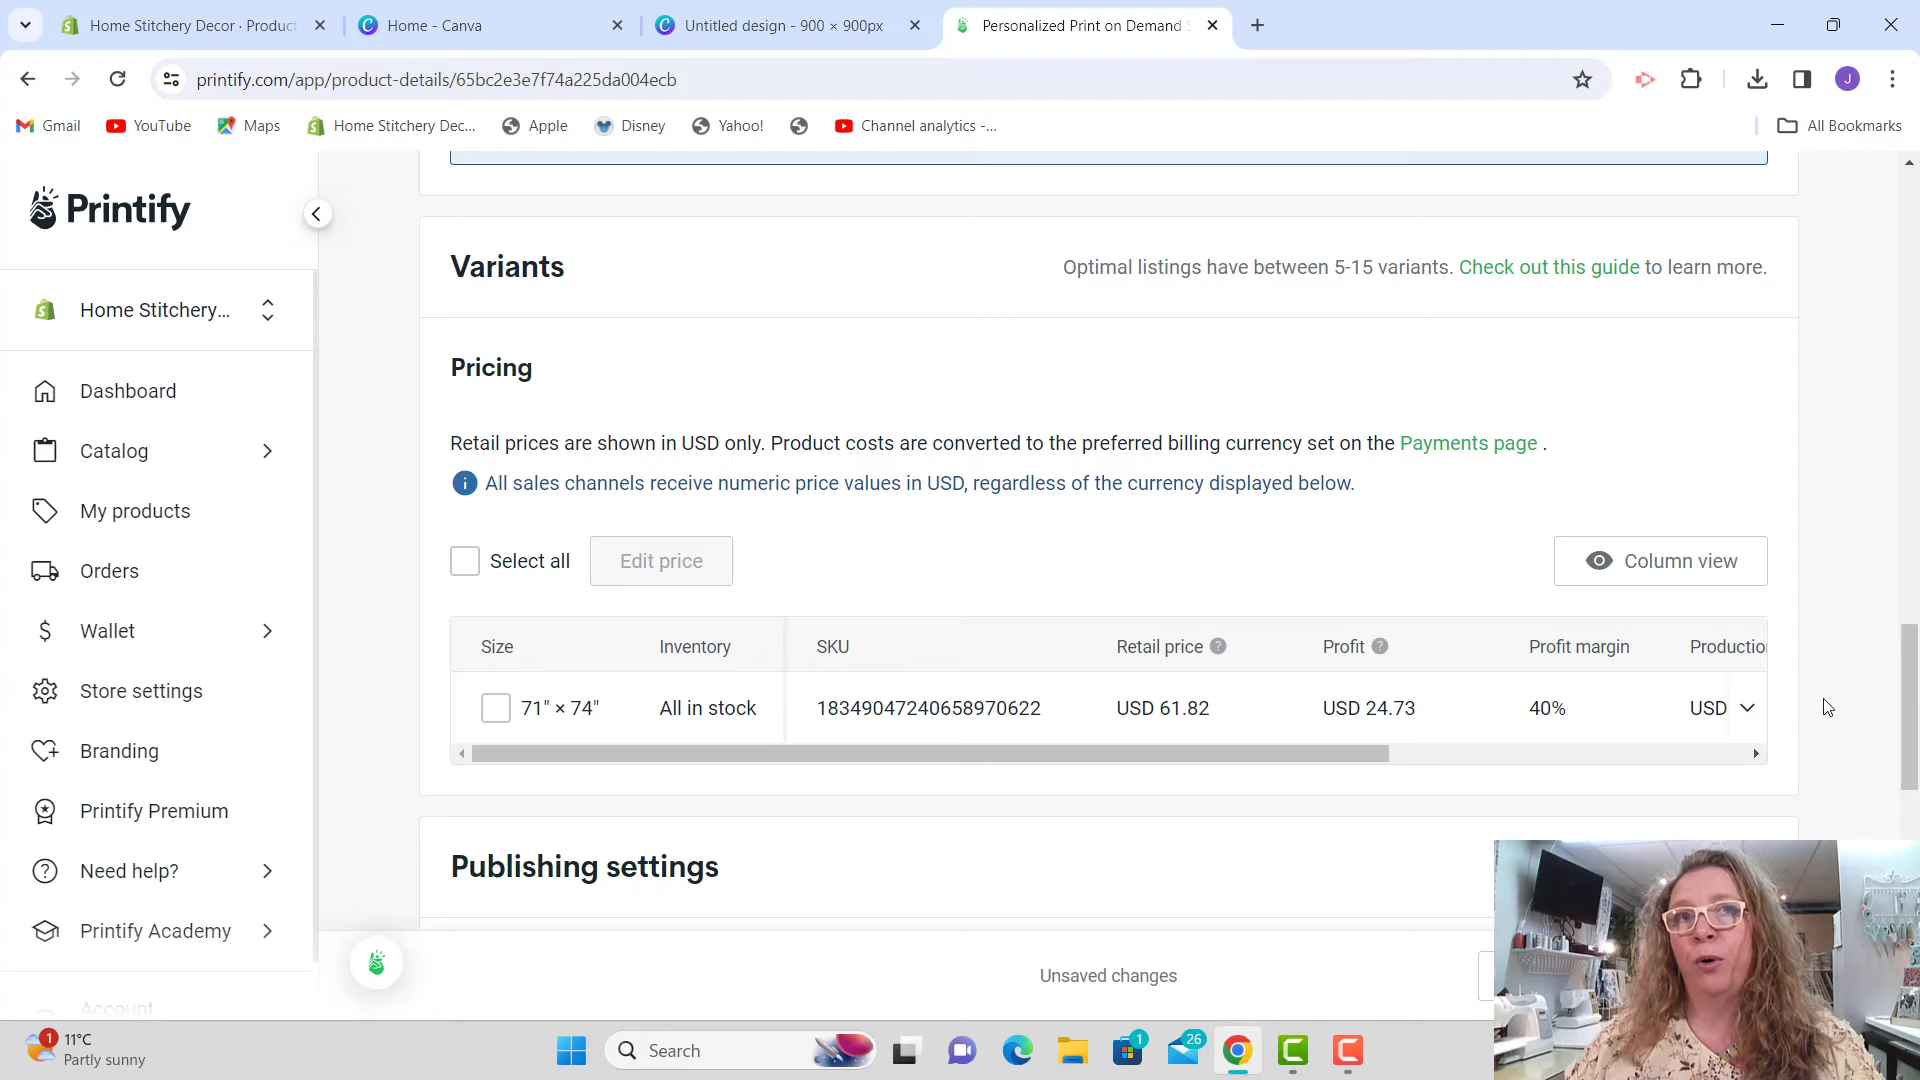 Home Stitchery Decor · Product
Home - Canva
Untitled design - 900 × 900px
Personalized Print on Demand S
printify.com/app/product-details/65bc2e3e7f74a225da004ecb
J
Gmail
YouTube
Maps
Home Stitchery Dec...
Apple
Disney
Yahoo!
Channel analytics -...
All Bookmarks
Printify
Home Stitchery...
Dashboard
Catalog
My products
Orders
Wallet
Store settings
Branding
Printify Premium
Need help?
Printify Academy
Account
Variants
Optimal listings have between 5-15 variants. Check out this guide to learn more.
Pricing
Retail prices are shown in USD only. Product costs are converted to the preferred billing currency set on the Payments page .
All sales channels receive numeric price values in USD, regardless of the currency displayed below.
Select all
Edit price
Column view
Size Inventory SKU Retail price Profit Profit margin Production
71" × 74" All in stock 18349047240658970622 USD 61.82 USD 24.73 40% USD
Publishing settings
Unsaved changes
1
11°C
Partly sunny
Search
1
26